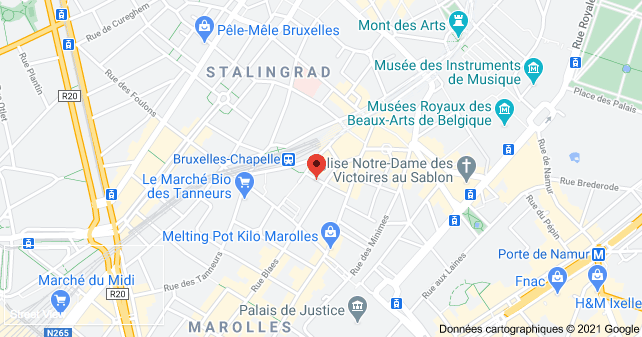 Rue de Cureghem
Pêle-Mêle Bruxelles
Mont des Arts
Rue Royale
Musée des Instruments
de Musique
STALINGRAD
Rue Plantin
Rue des Foulons
R20
Place des Palais
Musées Royaux des
Beaux-Arts de Belgique
Bruxelles-Chapelle
lise Notre-Dame des
Victoires au Sablon
Le Marché Bio
des Tanneurs
Rue de Namur
Rue Brederode
Rue du Pépin
Melting Pot Kilo Marolles
Rue des Minimes
Porte de Namur
M
Rue aux Laines
Rue des Tanneurs
Rue Blaes
Marché du Midi
R20
Fnac
H&M Ixelle
Palais de Justice
MAROLLES
N265
Données cartographiques © 2021 Google